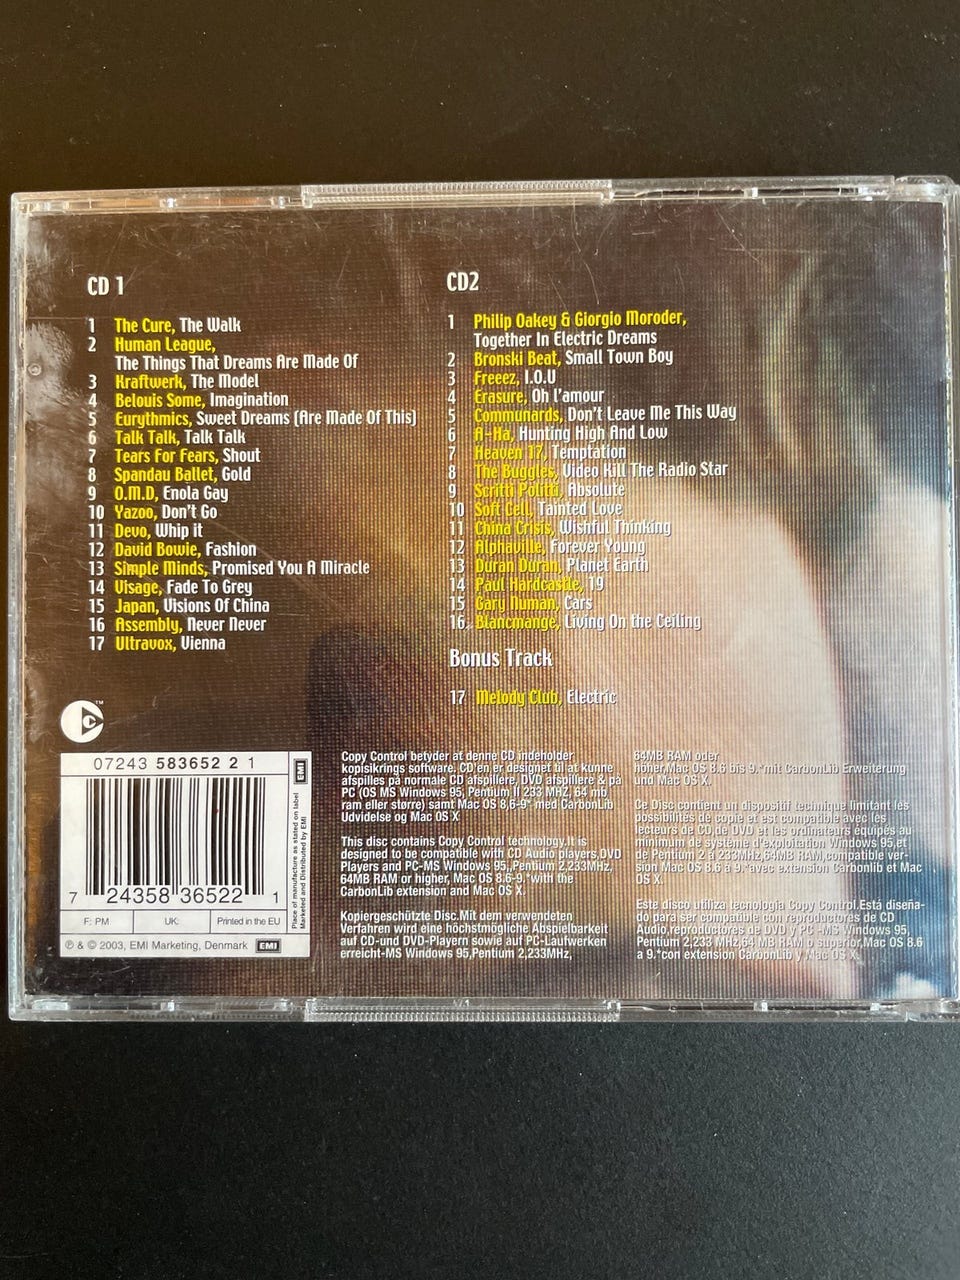 CD 1
1 The Cure, The Walk
2 Human League,
The Things That Dreams Are Made Of
3 Kraftwerk, The Model
4 Belouis Some, Imagination
5 Eurythmics, Sweet Dreams (Are Made Of This)
6 Talk Talk, Talk Talk
7 Tears For Fears, Shout
8 Spandau Ballet, Gold
9 O.M.D, Enola Gay
10 Yazoo, Don't Go
11 Devo, Whip it
12 David Bowie, Fashion
13 Simple Minds, Promised You A Miracle
14 Visage, Fade To Grey
15 Japan, Visions Of China
16 Assembly, Never Never
17 Ultravox, Vienna
CD2
1 Philip Oakey & Giorgio Moroder,
Together In Electric Dreams
2 Bronski Beat, Small Town Boy
3 Freeez, I.O.U
4 Erasure, Oh l'amour
5 Communards, Don't Leave Me This Way
6 A-Ha, Hunting High And Low
7 Heaven 17, Temptation
8 The Buggles, Video Kill The Radio Star
9 Scritti Politti, Absolute
10 Soft Cell, Tainted Love
11 China Crisis, Wishful Thinking
12 Alphaville, Forever Young
13 Duran Duran, Planet Earth
14 Paul Hardcastle, 19
15 Gary Numan, Cars
16. Blancmange, Living On the Ceiling
Bonus Track
17 Melody Club, Electric
TM
07243 583652 2 1
7 24358 36522 1
F: PM UK: Printed in the EU
℗ & © 2003, EMI Marketing, Denmark EMI
EMI
Place of manufacture as stated on label
Marketed and Distributed by EMI
Copy Control betyder at denne CD indeholder
kopisikrings software. CD'en er designet til at kunne
afspilles på normale CD afspillere, DVD afspillere & på
PC (OS MS Windows 95, Pentium II 233 MHZ, 64 mb
ram eller større) samt Mac OS 8,6-9* med CarbonLib
Udvidelse og Mac OS X
This disc contains Copy Control technology.It is
designed to be compatible with CD Audio players,DVD
Players and PC-MS Windows 95,Pentium 2,233MHZ,
64MB RAM or higher, Mac OS 8.6-9.*with the
CarbonLib extension and Mac OS X.
Kopiergeschützte Disc.Mit dem verwendeten
Verfahren wird eine höchstmögliche Abspielbarkeit
auf CD-und DVD-Playern sowie auf PC-Laufwerken
erreicht-MS Windows 95,Pentium 2,233MHZ,
64MB RAM oder
höher,Mac OS 8.6 bis 9.*mit CarbonLib Erweiterung
und Mac OS X.
Ce Disc contient un dispositif technique limitant les
possibilités de copie et est compatible avec les
lecteurs de CD,de DVD et les ordinateurs équipés au
minimum de système d'exploitation Windows 95,et
de Pentium 2 à 233MHZ,64MB RAM,compatible ver-
sion Mac OS 8.6 à 9.*avec extension Carbonlib et Mac
OS X.
Este disco utiliza tecnologia Copy Control.Está diseña-
do para ser compatible con reproductores de CD
Audio,reproductores de DVD y PC -MS Windows 95,
Pentium 2,233 MHZ,64 MB RAM o superior,Mac OS 8.6
a 9.*con extensión CarbonLib y Mac OS X.